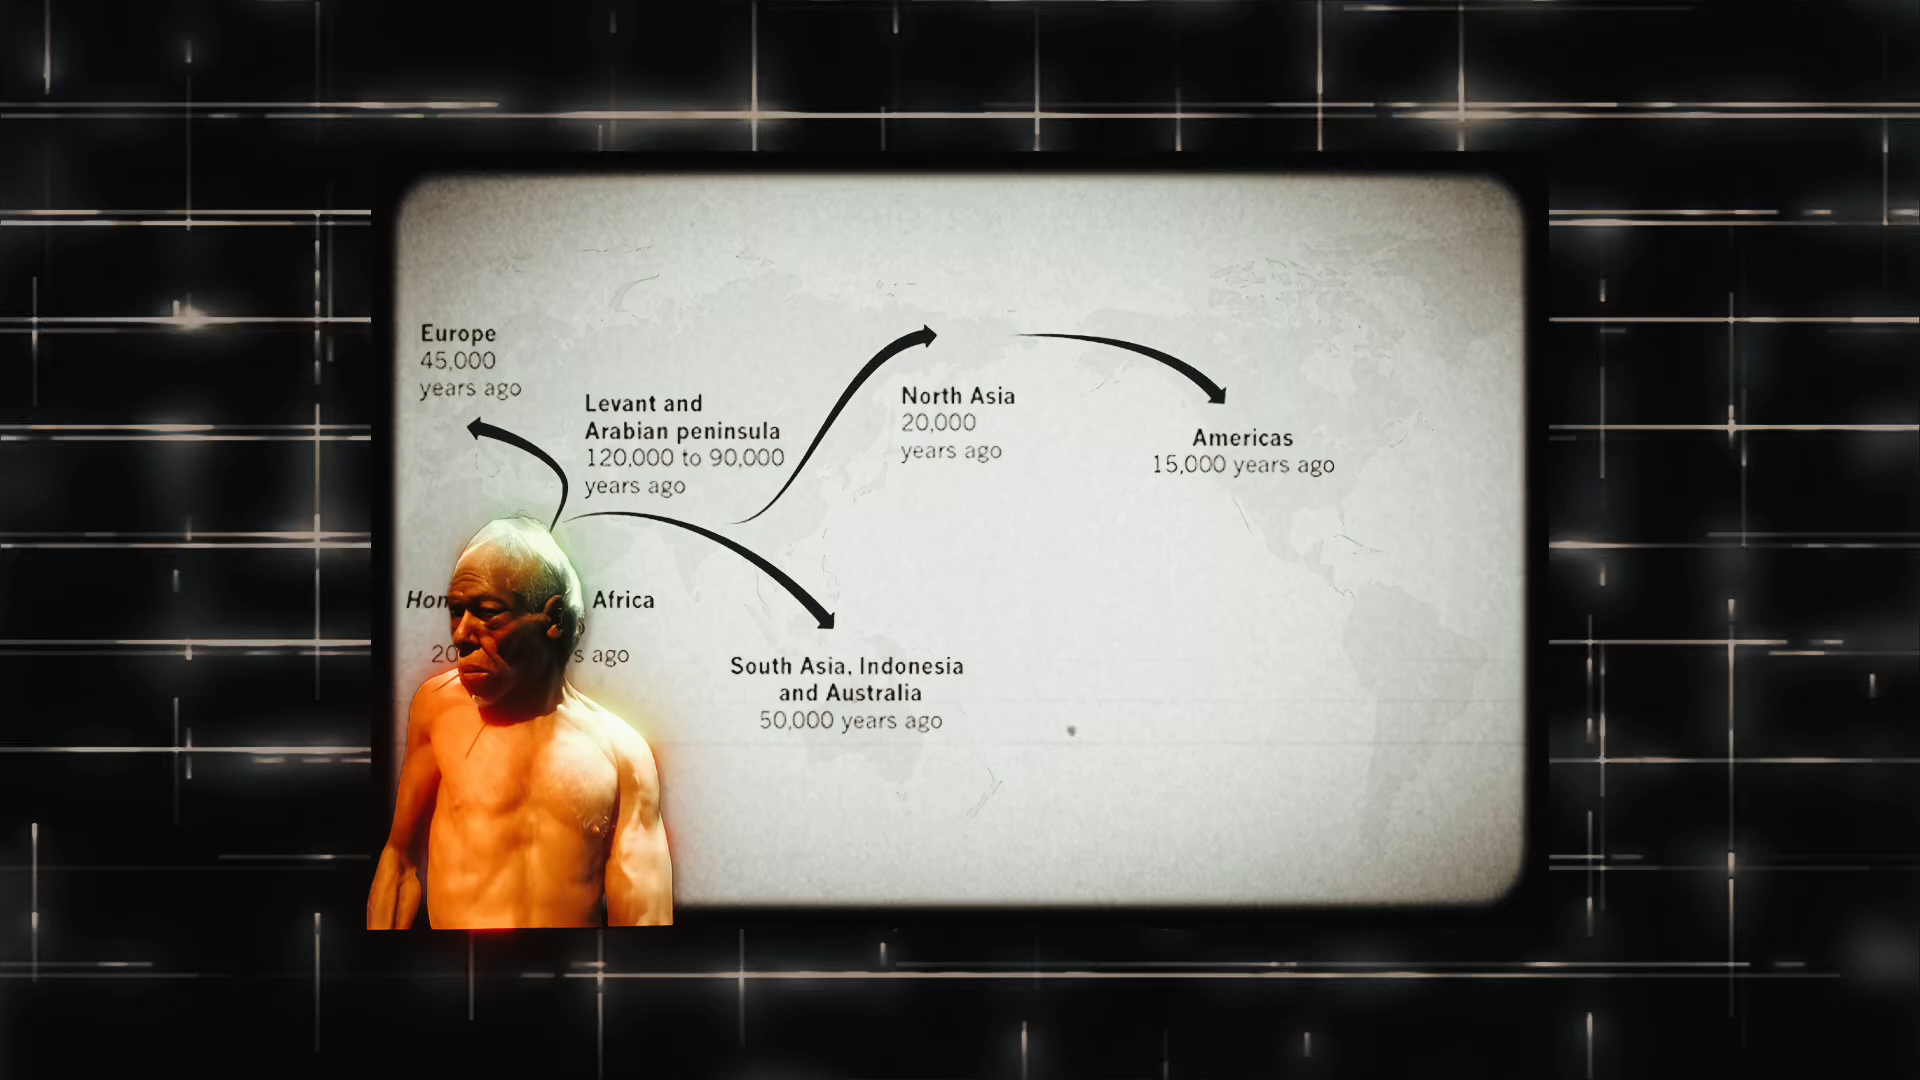 Europe
45,000
years ago
Levant and
Arabian peninsula
120,000 to 90,000
years ago
North Asia
20,000
years ago
Americas
15,000 years ago
Africa
ago
South Asia, Indonesia
and Australia
50,000 years ago